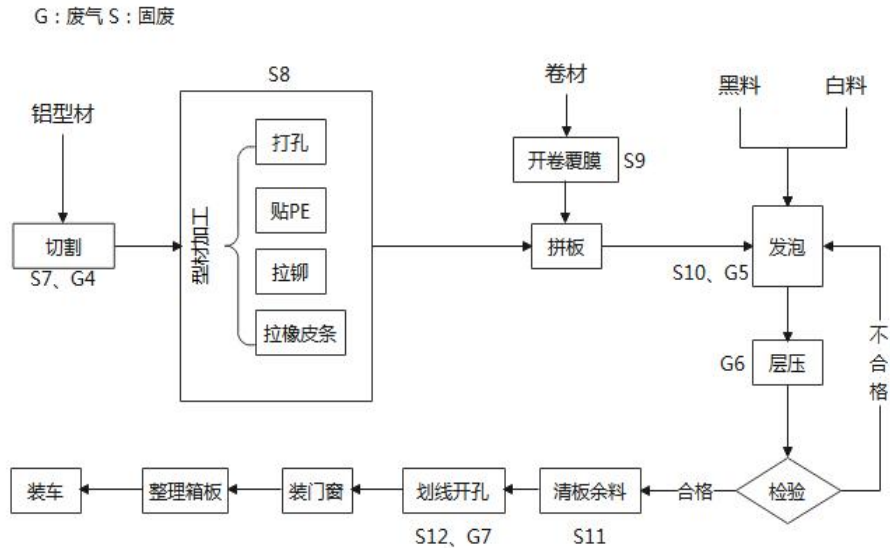 G：废气 S：固废
S8
卷材
黑料
白料
铝型材
打孔
开卷覆膜
S9
型材加工
贴PE
切割
拼板
发泡
S7、G4
拉铆
S10、G5
拉橡皮条
G6
层压
不合格
装车
整理箱板
装门窗
划线开孔
清板余料
合格
检验
S12、G7
S11